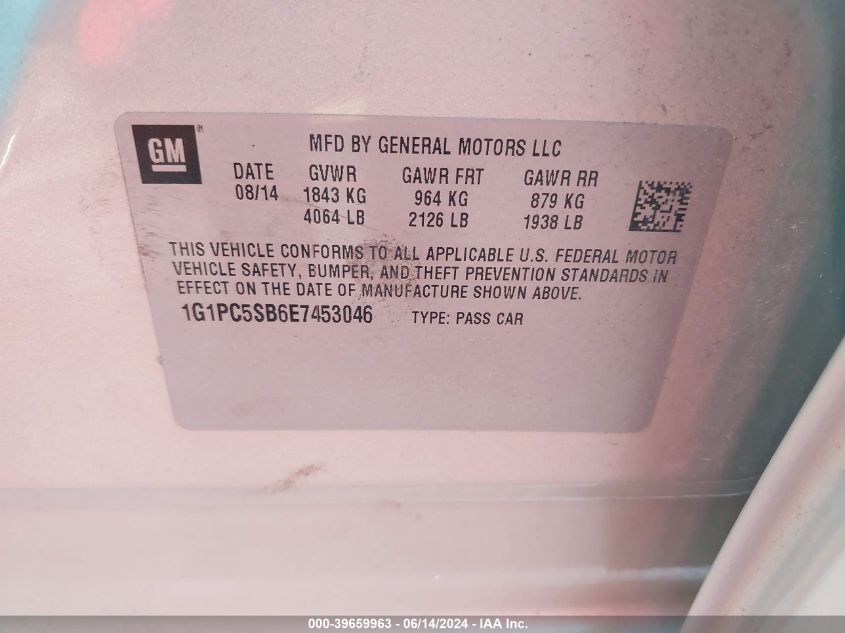 GM ® MFD BY GENERAL MOTORS LLC
DATE GVWR GAWR FRT GAWR RR
08/14 1843 KG 964 KG 879 KG
4064 LB 2126 LB 1938 LB
THIS VEHICLE CONFORMS TO ALL APPLICABLE U.S. FEDERAL MOTOR
VEHICLE SAFETY, BUMPER, AND THEFT PREVENTION STANDARDS IN
EFFECT ON THE DATE OF MANUFACTURE SHOWN ABOVE.
1G1PC5SB6E7453046 TYPE: PASS CAR
000-39659963 - 06/14/2024 - IAA Inc.